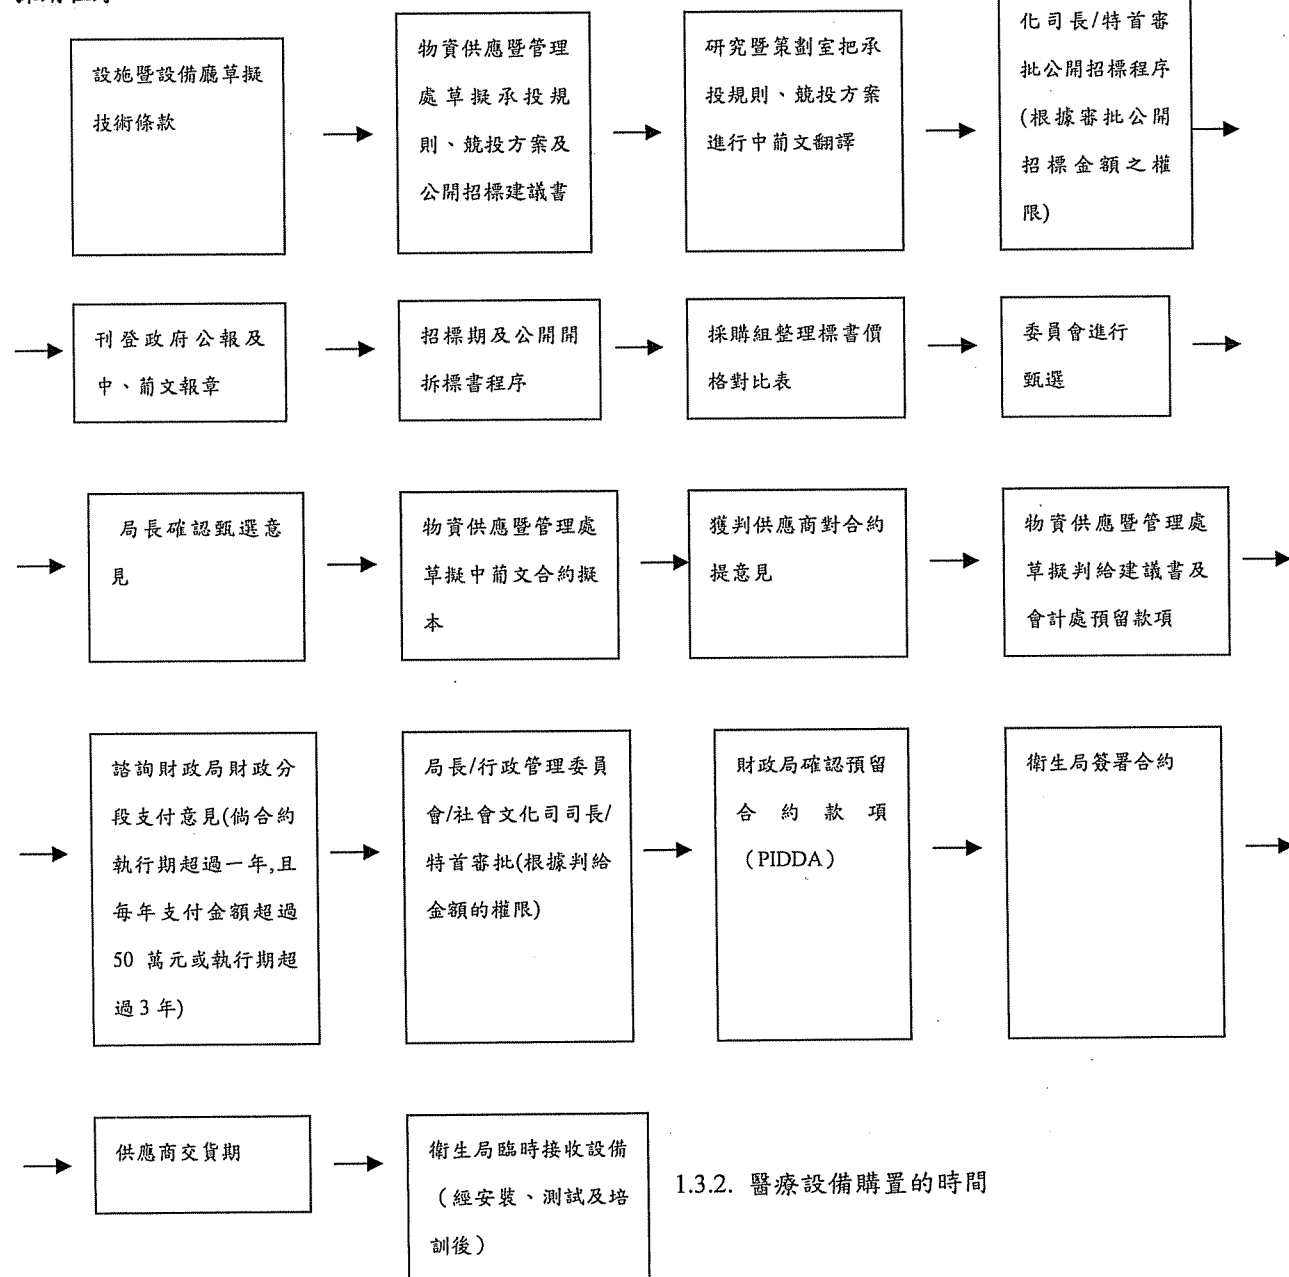 設施暨設備廳草擬
技術條款
物資供應暨管理
處草擬承投規
則、競投方案及
公開招標建議書
研究暨策劃室把承
投規則、競投方案
進行中葡文翻譯
化司長/特首審
批公開招標程序
(根據審批公開
招標金額之權
限)
刊登政府公報及
中、葡文報章
招標期及公開開
拆標書程序
採購組整理標書價
格對比表
委員會進行
甄選
局長確認甄選意
見
物資供應暨管理處
草擬中葡文合約擬
本
獲判供應商對合約
提意見
物資供應暨管理處
草擬判給建議書及
會計處預留款項
諮詢財政局財政分
段支付意見(倘合約
執行期超過一年,且
每年支付金額超過
50 萬元或執行期超
過 3 年)
局長/行政管理委員
會/社會文化司司長/
特首審批(根據判給
金額的權限)
財政局確認預留
合約款項
（PIDDA）
衛生局簽署合約
供應商交貨期
衛生局臨時接收設備
（經安裝、測試及培
訓後）
1.3.2. 醫療設備購置的時間